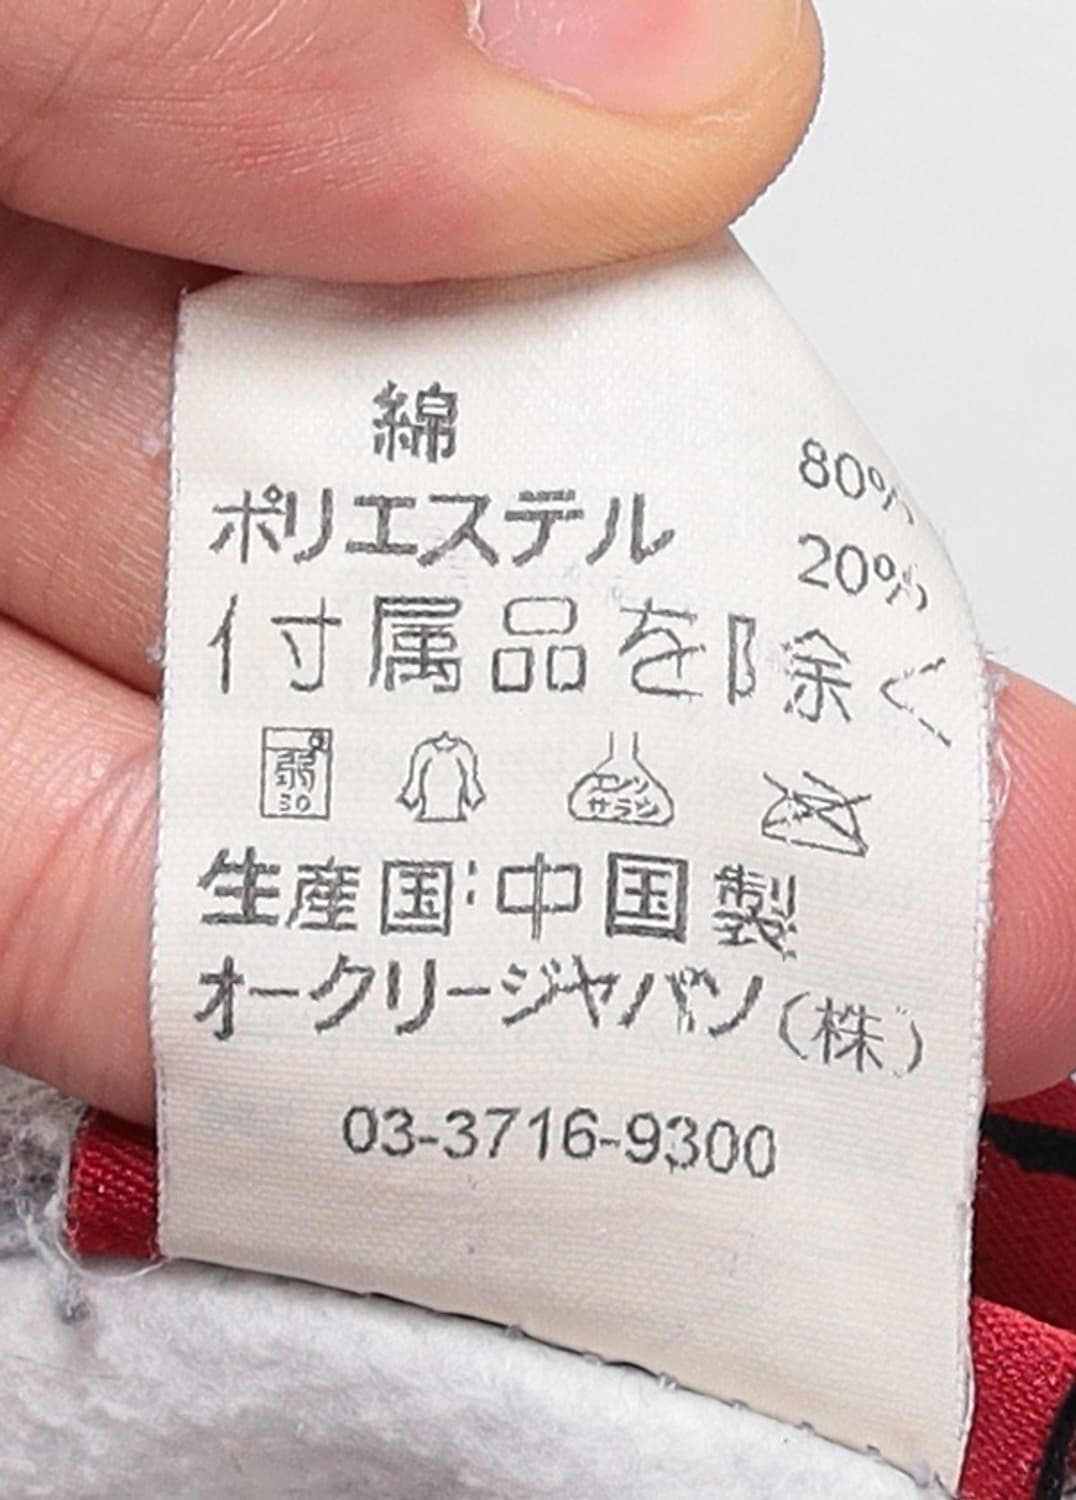 綿 80%
ポリエステル 20%
付属品を除く
弱 30 エンソ サラシ
生産国:中国製
オークリージャパン(株)
03-3716-9300